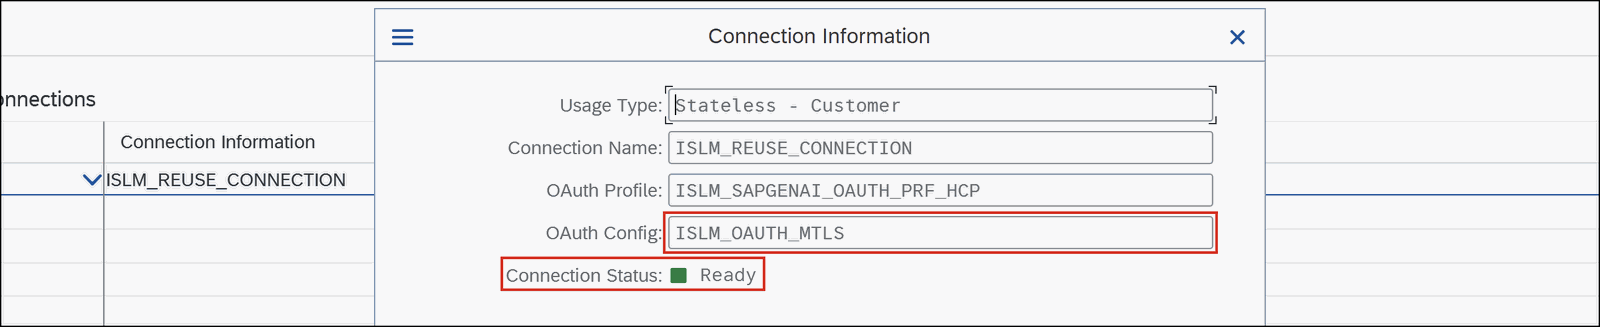 Connection Information
onnections
Connection Information
ISLM_REUSE_CONNECTION
Usage Type: Stateless - Customer
Connection Name: ISLM_REUSE_CONNECTION
OAuth Profile: ISLM_SAPGENAI_OAUTH_PRF_HCP
OAuth Config: ISLM_OAUTH_MTLS
Connection Status: Ready